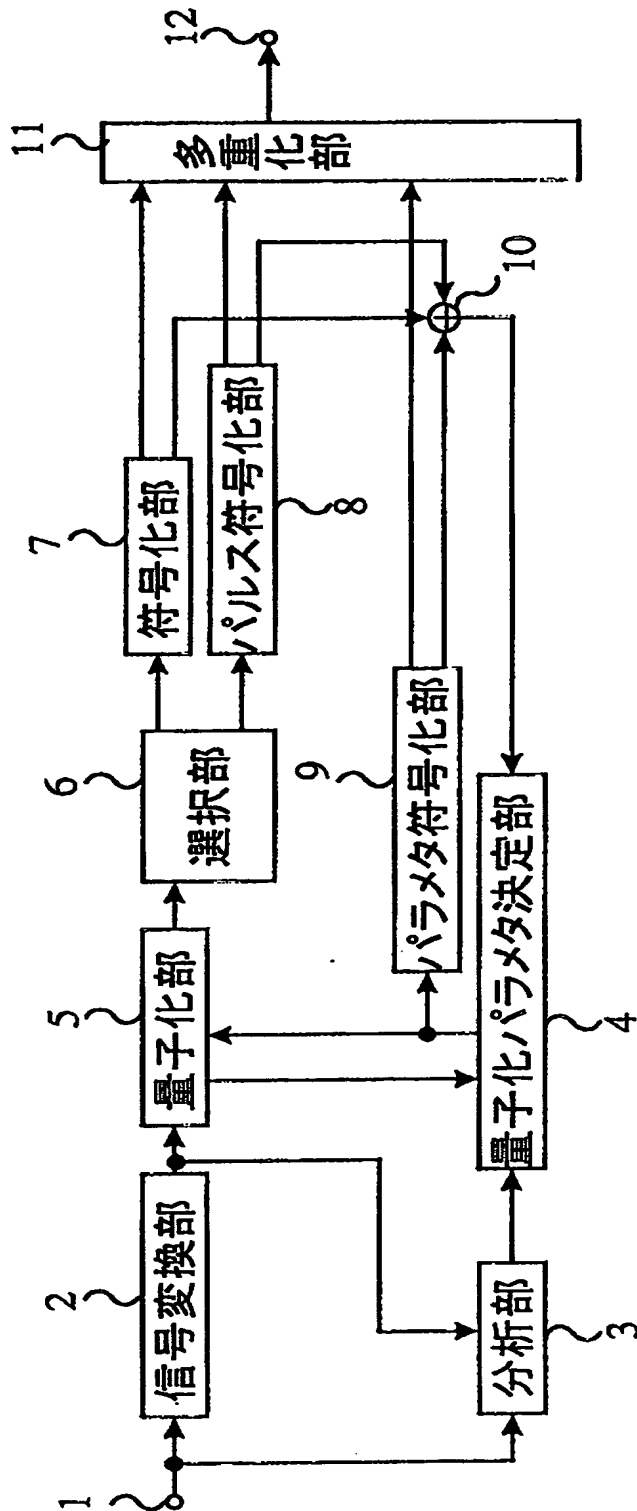 1
2
信号変換部
3
分析部
4
量子化パラメタ決定部
5
量子化部
6
選択部
7
符号化部
8
パルス符号化部
9
パラメタ符号化部
10
11
多重化部
12